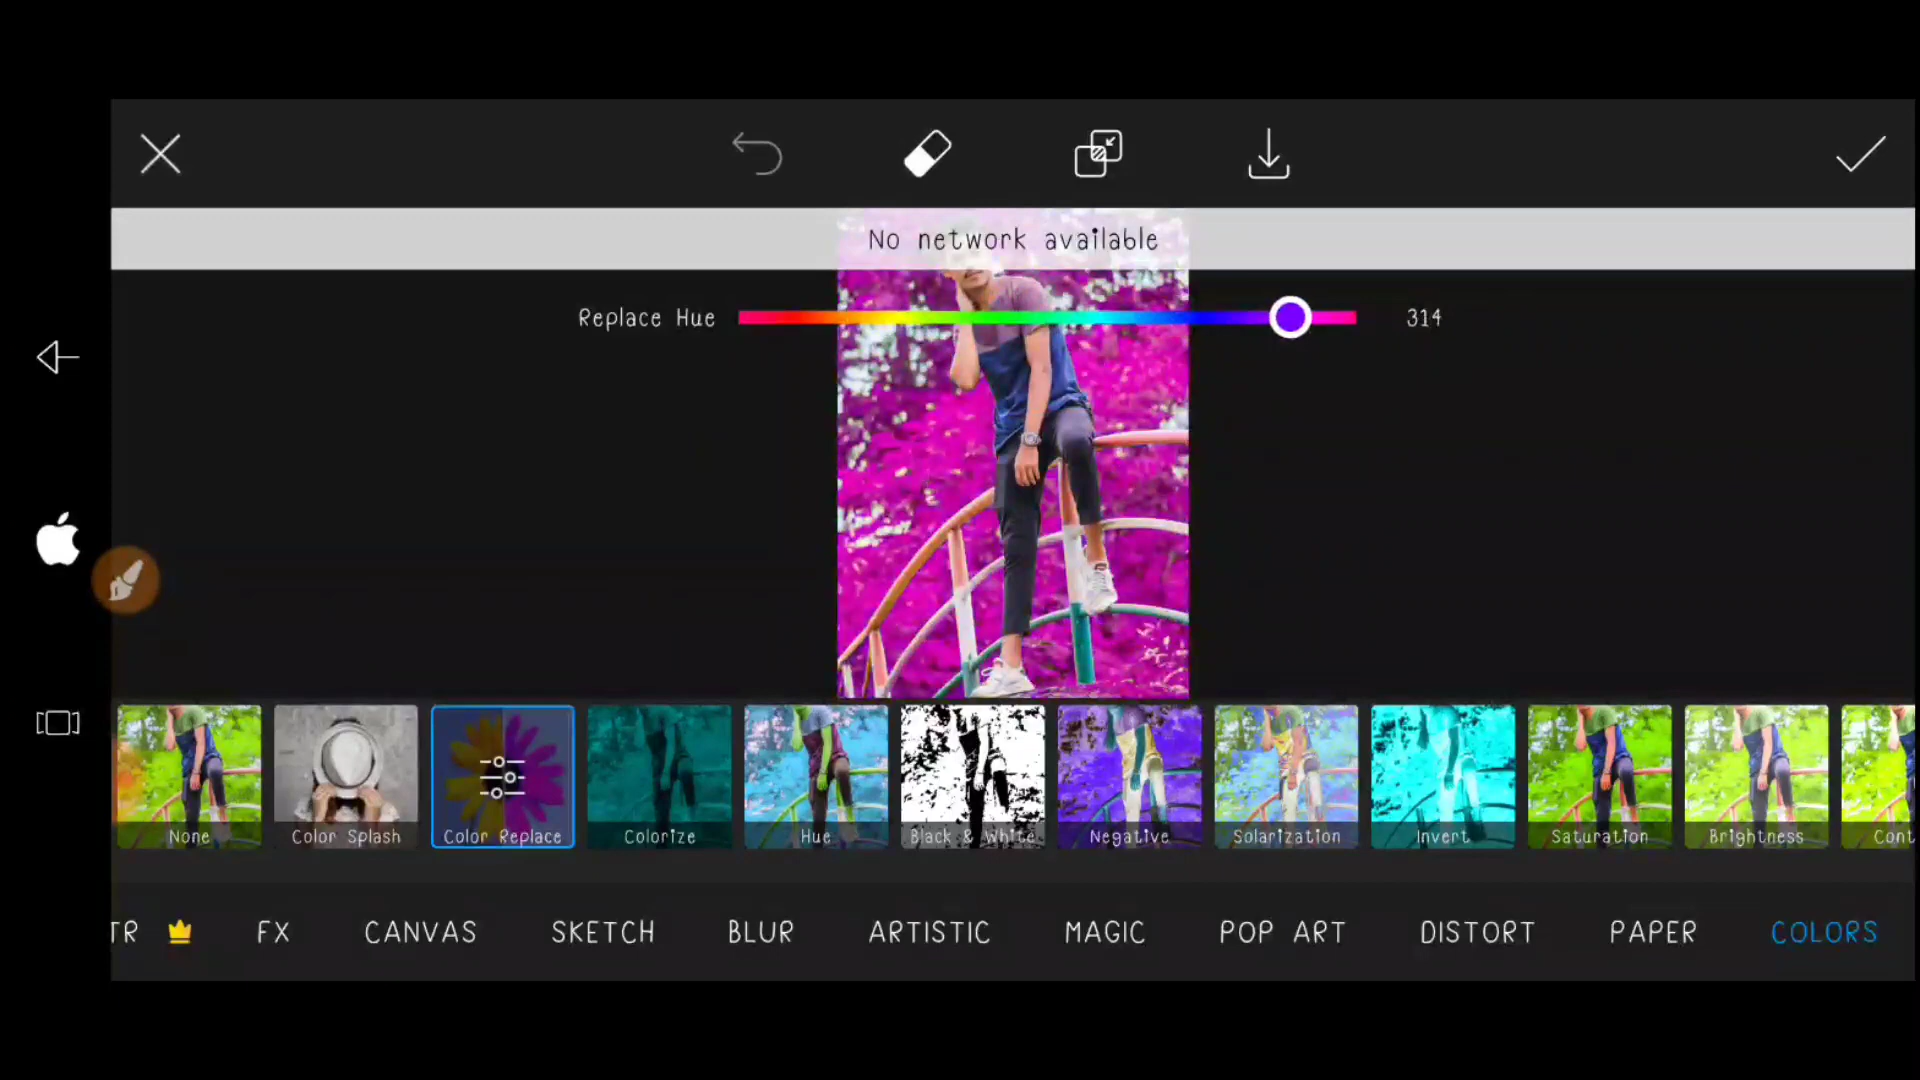 No network available
Replace Hue 314
None Color Splash Color Replace Colorize Hue Black & White Negative Solarization Invert Saturation Brightness Cont
TR FX CANVAS SKETCH BLUR ARTISTIC MAGIC POP ART DISTORT PAPER COLORS